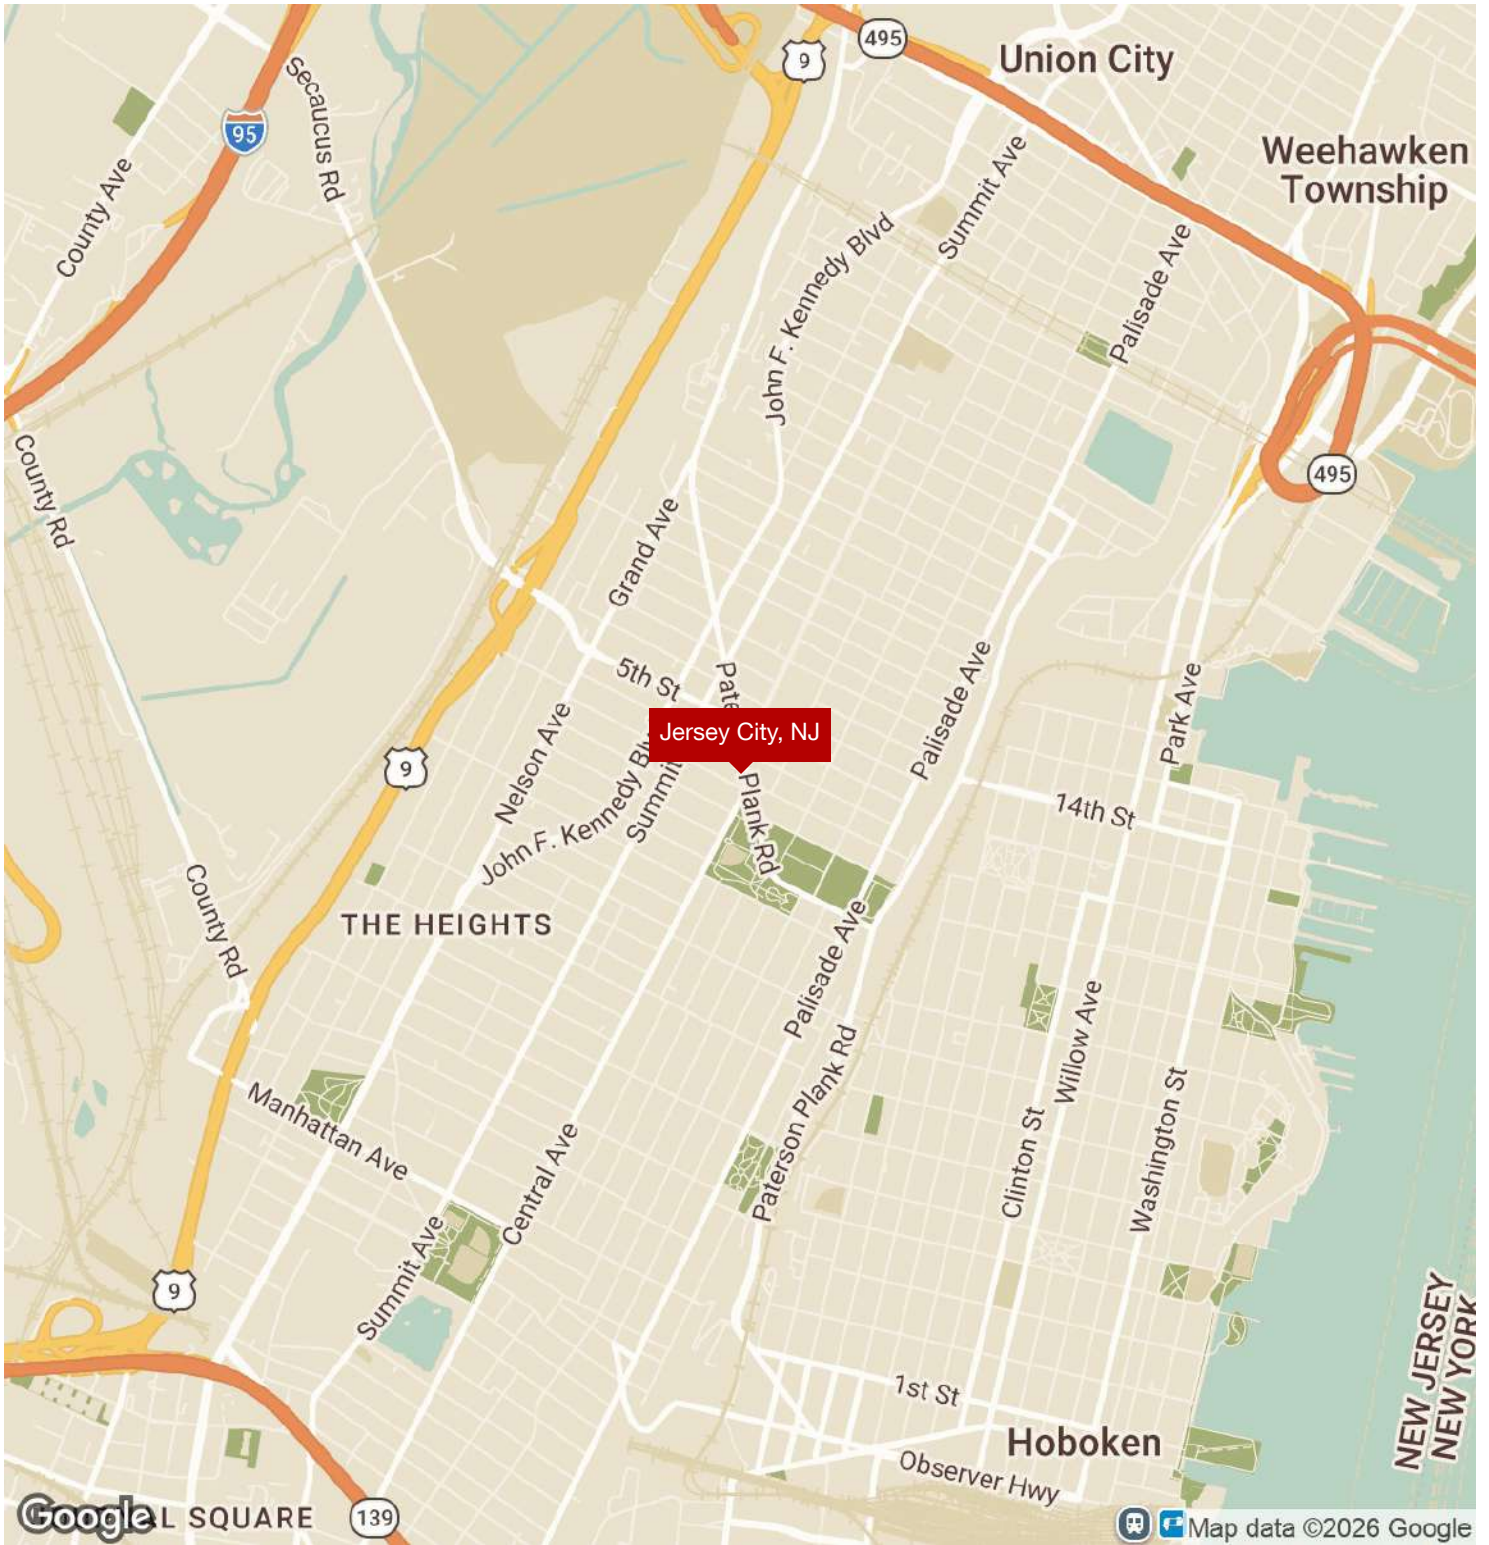 495
9
Union City
Secaucus Rd
95
Weehawken
Township
County Ave
Summit Ave
John F. Kennedy Blvd
Palisade Ave
495
County Rd
Grand Ave
5th St
Palisade Ave
Park Ave
Jersey City, NJ
Nelson Ave
9
John F. Kennedy
Summit
Plank Rd
14th St
County Rd
THE HEIGHTS
Palisade Ave
Willow Ave
Paterson Plank Rd
Manhattan Ave
Clinton St
Washington St
Central Ave
Summit Ave
9
NEW JERSEY
NEW YORK
1st St
Hoboken
Observer Hwy
Google
SQUARE
139
Map data ©2026 Google